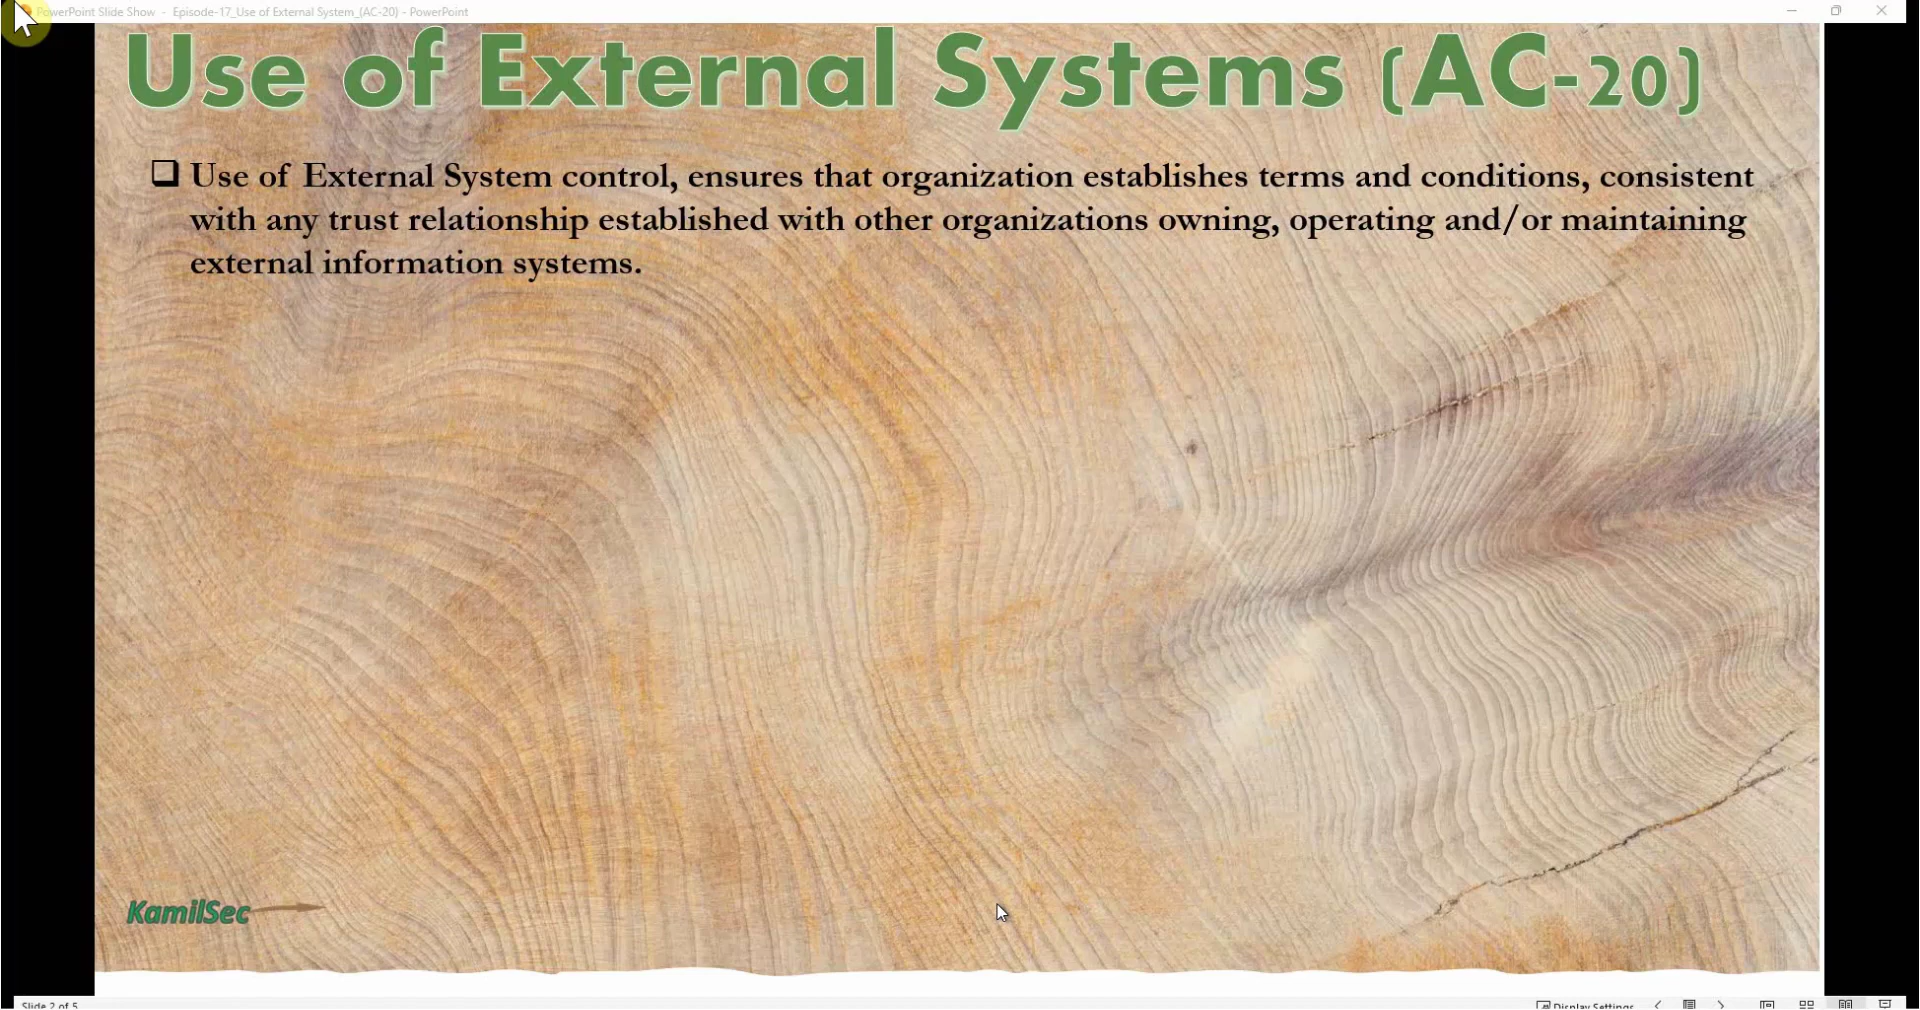 PowerPoint Slide Show - Episode-17_Use of External System_(AC-20) - PowerPoint
Use of External Systems (AC-20)
❑ Use of External System control, ensures that organization establishes terms and conditions, consistent
with any trust relationship established with other organizations owning, operating and/or maintaining
external information systems.
KamilSec
Slide 2 of 5
Display Settings